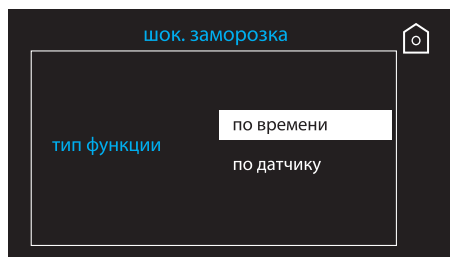 шок. заморозка
по времени
тип функции
по датчику